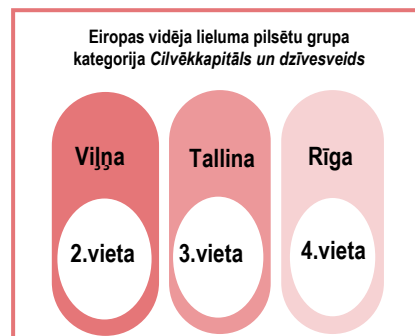 Eiropas vidēja lieluma pilsētu grupa
kategorija Cilvēkkapitāls un dzīvesveids
Viļņa
Tallina
Rīga
2.vieta
3.vieta
4.vieta